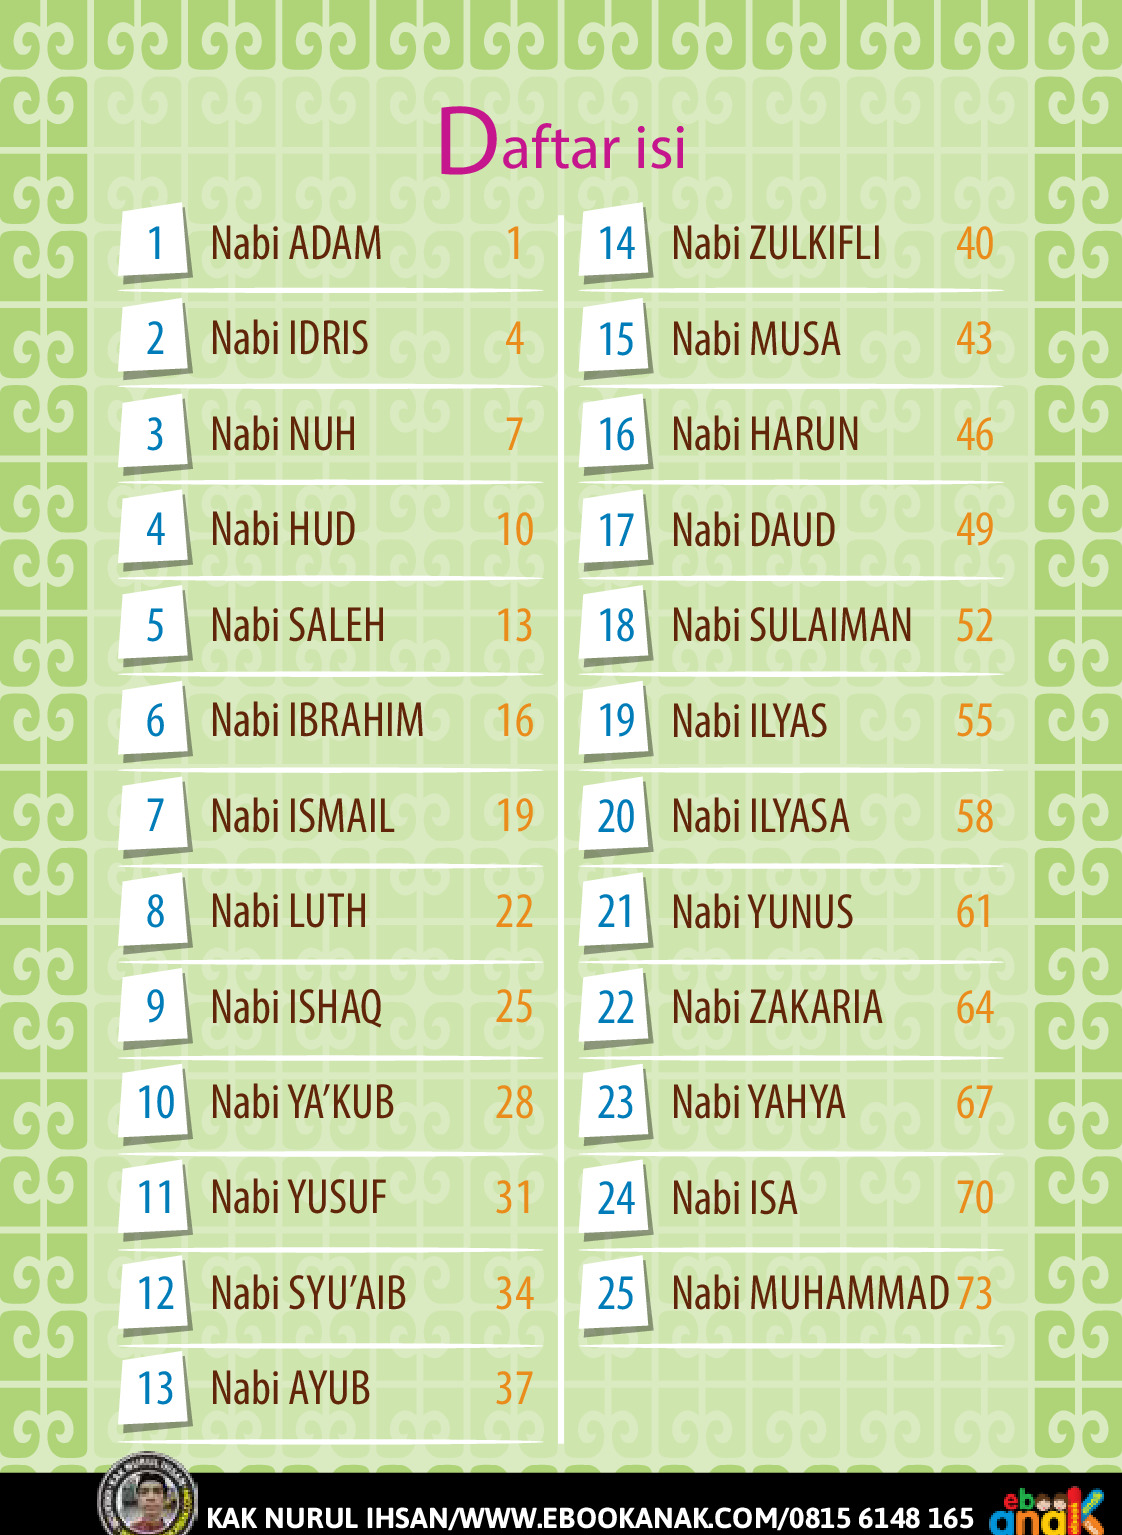 Daftar isi
1 Nabi ADAM 1
2 Nabi IDRIS 4
3 Nabi NUH 7
4 Nabi HUD 10
5 Nabi SALEH 13
6 Nabi IBRAHIM 16
7 Nabi ISMAIL 19
8 Nabi LUTH 22
9 Nabi ISHAQ 25
10 Nabi YA’KUB 28
11 Nabi YUSUF 31
12 Nabi SYU’AIB 34
13 Nabi AYUB 37
14 Nabi ZULKIFLI 40
15 Nabi MUSA 43
16 Nabi HARUN 46
17 Nabi DAUD 49
18 Nabi SULAIMAN 52
19 Nabi ILYAS 55
20 Nabi ILYASA 58
21 Nabi YUNUS 61
22 Nabi ZAKARIA 64
23 Nabi YAHYA 67
24 Nabi ISA 70
25 Nabi MUHAMMAD 73
KAK NURUL IHSAN
KAK NURUL IHSAN/WWW.EBOOKANAK.COM/0815 6148 165
ebook
anak